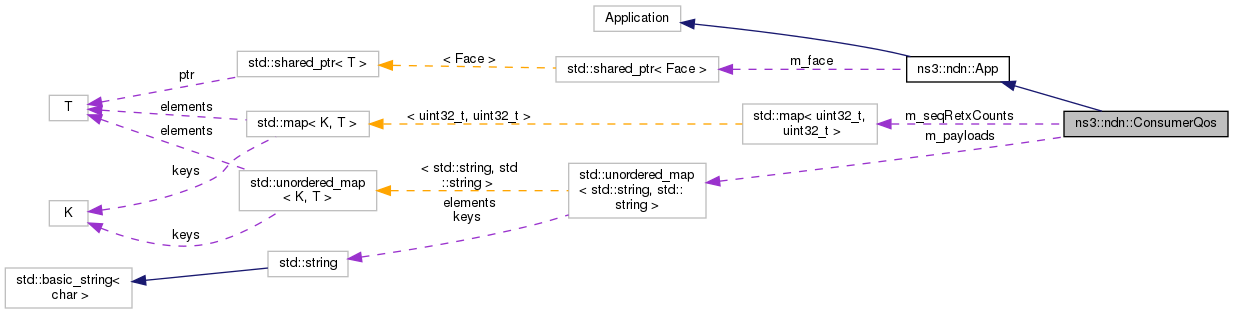 Application
std::shared_ptr< T >
< Face >
std::shared_ptr< Face >
m_face
ns3::ndn::App
ptr
T
elements
elements
std::map< K, T >
< uint32_t, uint32_t >
std::map< uint32_t,
uint32_t >
m_seqRetxCounts
m_payloads
ns3::ndn::ConsumerQos
keys
std::unordered_map
< K, T >
< std::string, std
::string >
std::unordered_map
< std::string, std::
string >
elements
keys
K
keys
std::string
std::basic_string<
char >